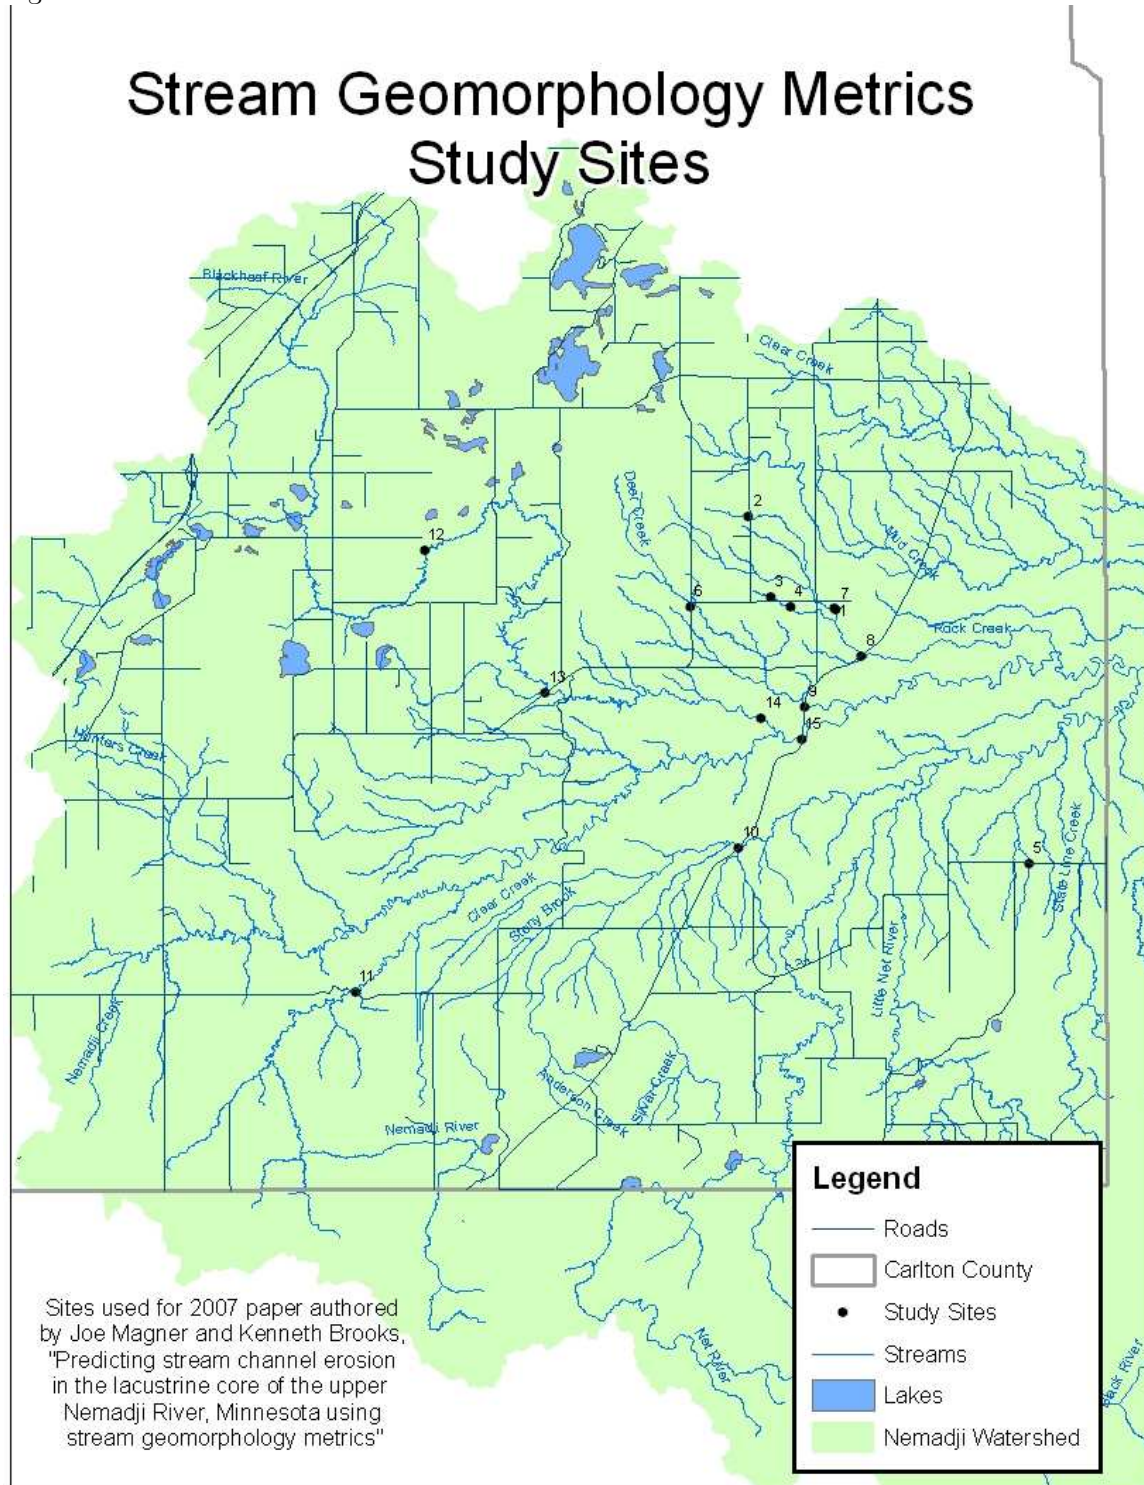 Stream Geomorphology Metrics
Study Sites
Blackhoof River
Clear Creek
Deer Creek
2
Mud Creek
12
3
4
7
1
6
Rock Creek
8
13
9
14
15
Hunters Creek
10
5
State Line Creek
Clear Creek
Stony Brook
Little Net River
11
Nemadji Creek
Anderson Creek
Silver Creek
Nemadji River
Net River
Black River
Legend
Roads
Carlton County
Study Sites
Streams
Lakes
Nemadji Watershed
Sites used for 2007 paper authored
by Joe Magner and Kenneth Brooks,
"Predicting stream channel erosion
in the lacustrine core of the upper
Nemadji River, Minnesota using
stream geomorphology metrics"